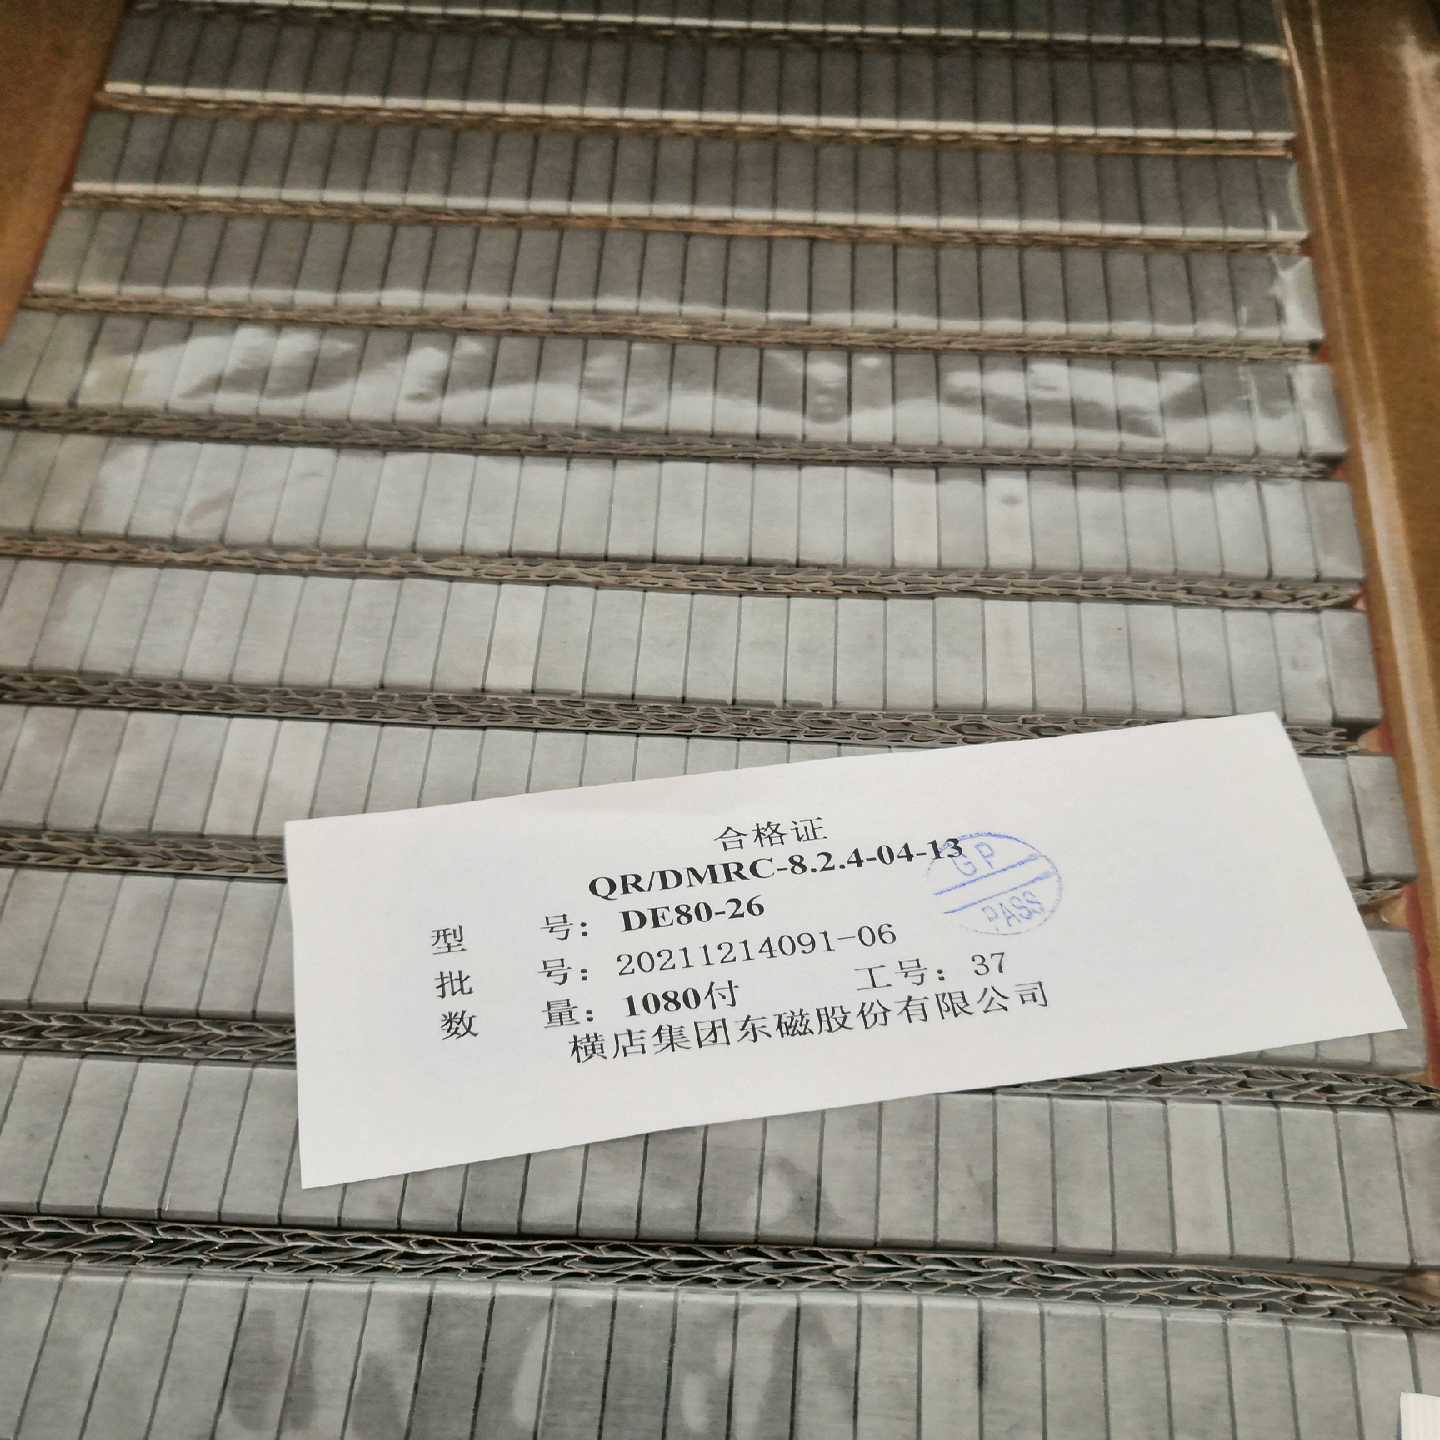 合格证
QR/DMRC-8.2.4-04-13
型 号: DE80-26
批 号: 20211214091-06
数 量: 1080付 工号: 37
横店集团东磁股份有限公司
GP
PASS